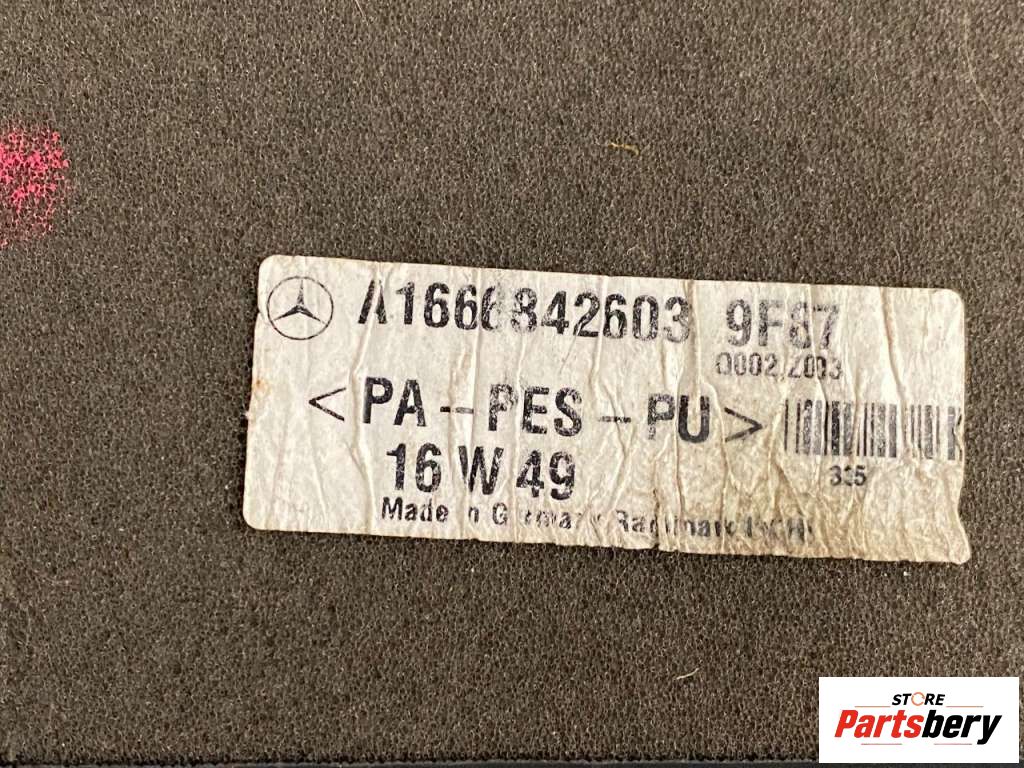 A1666842603 9F87
0002,2003
<PA-PES-PU>
16 W 49
335
Made in Germany
STORE
Partsbery